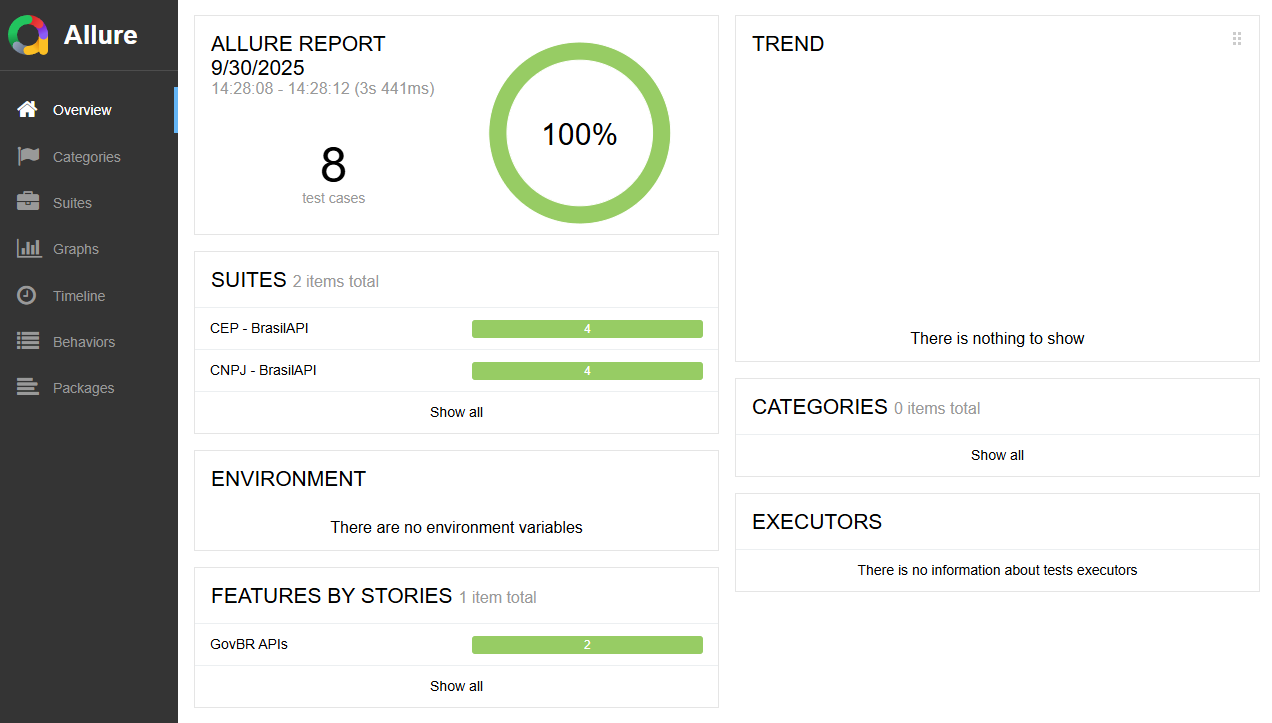 Allure
Overview
Categories
Suites
Graphs
Timeline
Behaviors
Packages
ALLURE REPORT
9/30/2025
14:28:08 - 14:28:12 (3s 441ms)
8
test cases
100%
SUITES 2 items total
CEP - BrasilAPI 4
CNPJ - BrasilAPI 4
Show all
ENVIRONMENT
There are no environment variables
FEATURES BY STORIES 1 item total
GovBR APIs 2
Show all
TREND
There is nothing to show
CATEGORIES 0 items total
Show all
EXECUTORS
There is no information about tests executors